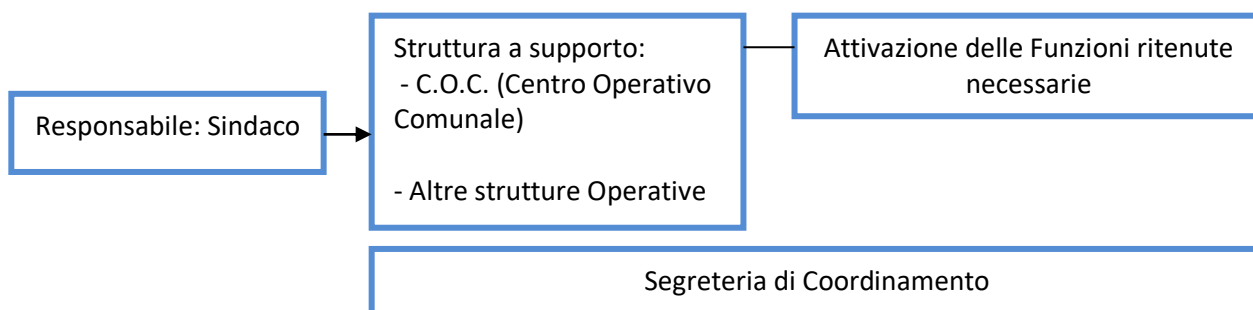 Responsabile: Sindaco
Struttura a supporto:
- C.O.C. (Centro Operativo
Comunale)
- Altre strutture Operative
Attivazione delle Funzioni ritenute
necessarie
Segreteria di Coordinamento